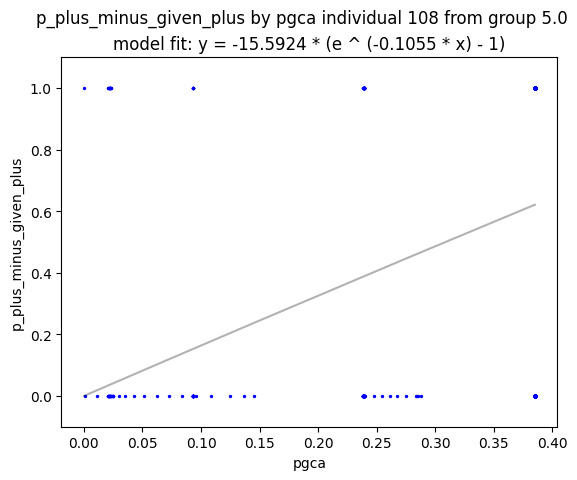 p_plus_minus_given_plus by pgca individual 108 from group 5.0
model fit: y = -15.5924 * (e ^ (-0.1055 * x) - 1)
1.0
0.8
0.6
0.4
0.2
0.0
p_plus_minus_given_plus
0.00 0.05 0.10 0.15 0.20 0.25 0.30 0.35 0.40
pgca